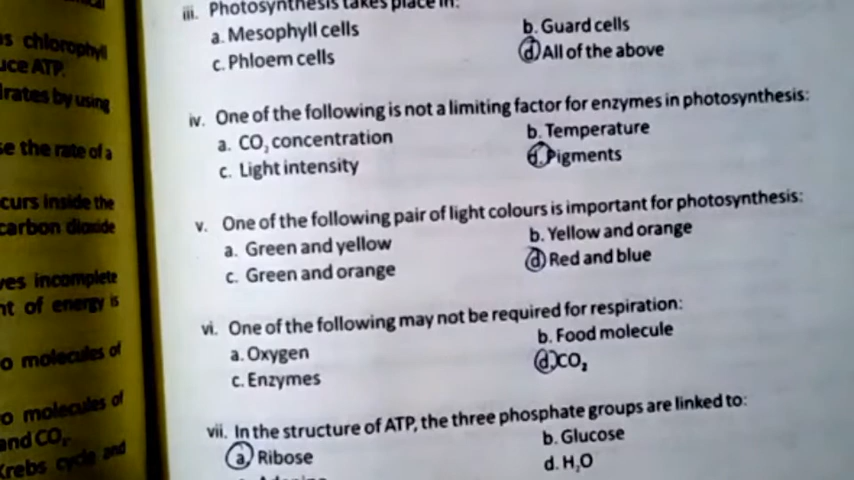 as chlorophyll
uce ATP.
drates by using
se the rate of a
curs inside the
carbon dioxide
ves incomplete
nt of energy is
o molecules of
o molecules of
and CO₂.
Krebs cycle and
iii. Photosynthesis takes place in:
a. Mesophyll cells b. Guard cells
c. Phloem cells d. All of the above
iv. One of the following is not a limiting factor for enzymes in photosynthesis:
a. CO₂ concentration b. Temperature
c. Light intensity d. Pigments
v. One of the following pair of light colours is important for photosynthesis:
a. Green and yellow b. Yellow and orange
c. Green and orange d. Red and blue
vi. One of the following may not be required for respiration:
a. Oxygen b. Food molecule
c. Enzymes d. CO₂
vii. In the structure of ATP, the three phosphate groups are linked to:
a. Ribose b. Glucose
d. H₂O